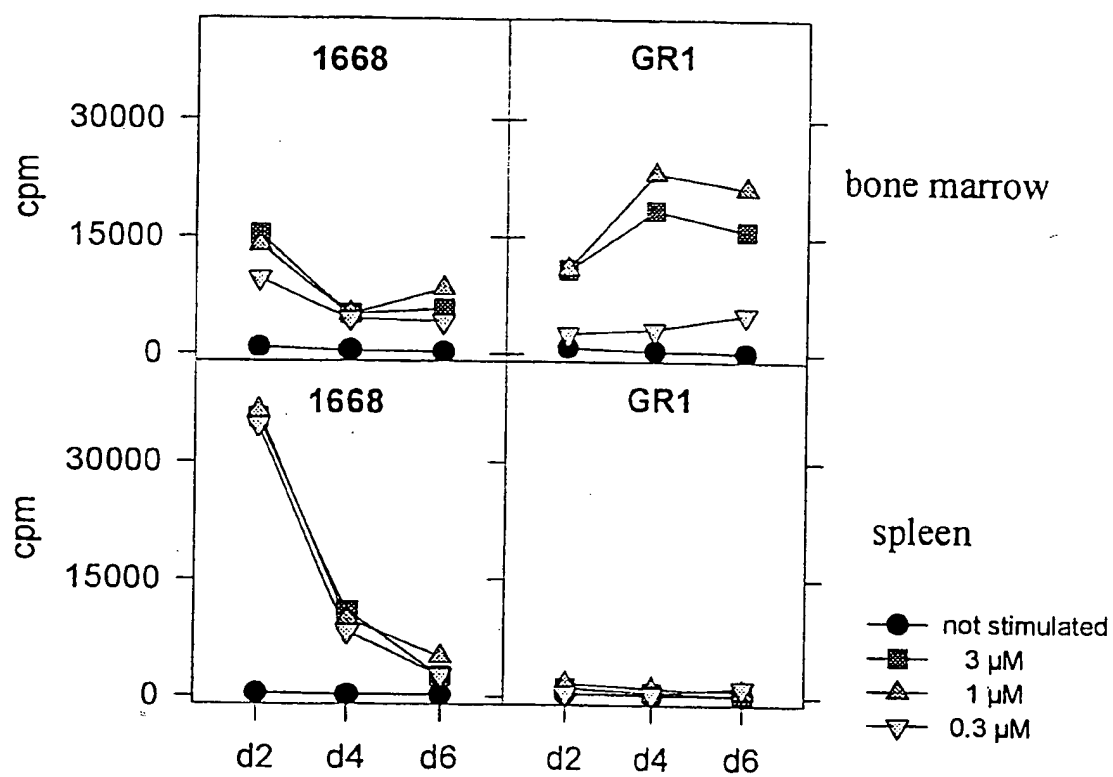 1668 GR1
30000
cpm
bone marrow
15000
0
1668 GR1
30000
cpm
spleen
15000
not stimulated
3 µM
0
1 µM
0.3 µM
d2 d4 d6 d2 d4 d6